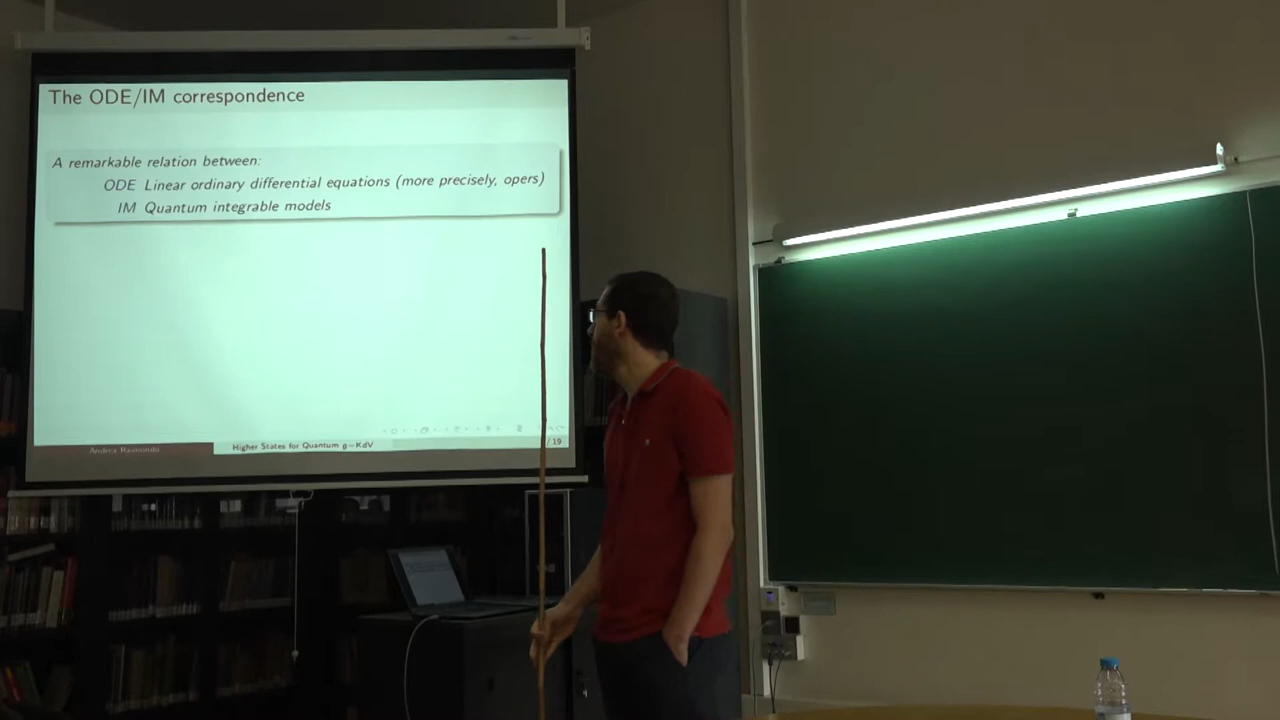 The ODE/IM correspondence
A remarkable relation between:
ODE Linear ordinary differential equations (more precisely, opers)
IM Quantum integrable models
Andrea Raimondo
Higher States for Quantum g−KdV
/ 19